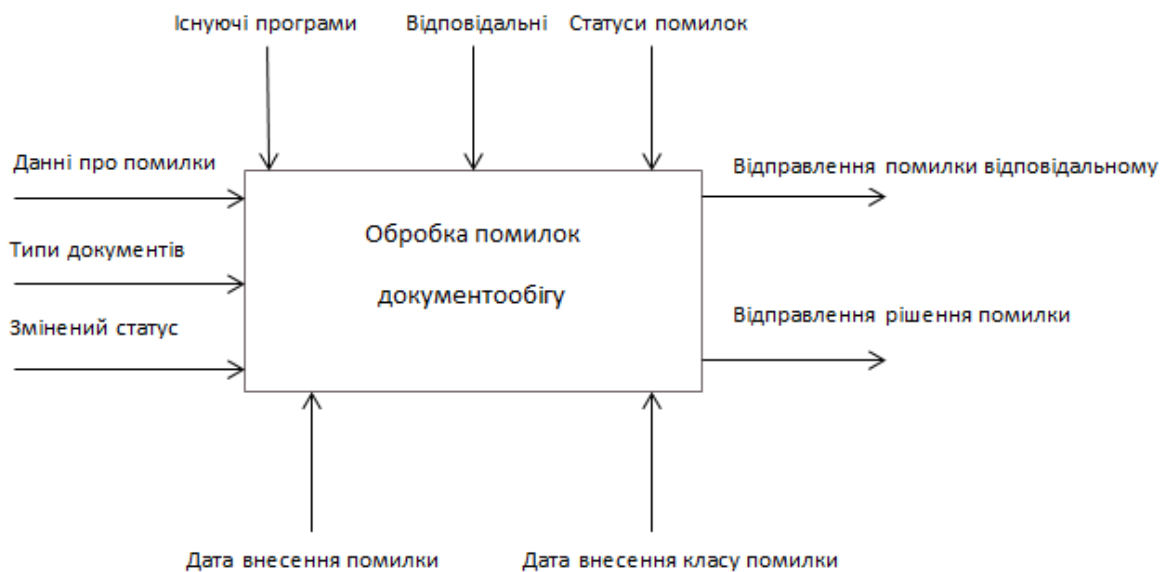 Існуючі програми
Відповідальні
Статуси помилок
Данні про помилки
Відправлення помилки відповідальному
Обробка помилок
Типи документів
документообігу
Змінений статус
Відправлення рішення помилки
Дата внесення помилки
Дата внесення класу помилки